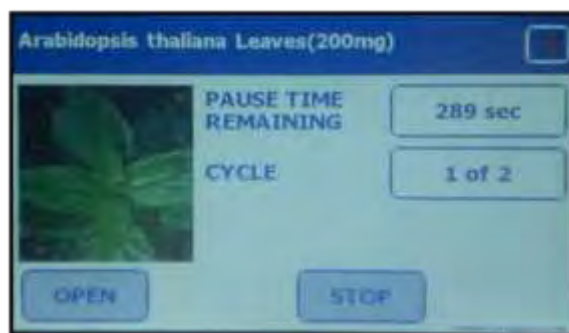 Arabidopsis thaliana Leaves(200mg)
PAUSE TIME
REMAINING
289 sec
CYCLE
1 of 2
OPEN
STOP